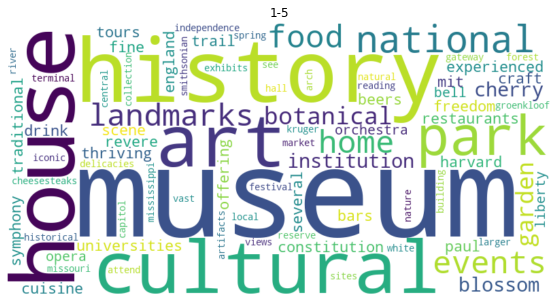 1-5
independence
tours
spring
food
national
fine
trail
england
smithsonian
river
history
exhibits
see
gateway
forest
experienced
house
terminal
central
collection
hall
arch
natural
reading
mit
craft
beers
bell
cherry
landmarks
botanical
freedom
greenkloof
traditional
drink
scene
art
orchestra
restaurants
park
iconic
revere
kruger
home
thriving
market
institution
harvard
delicacies
cheesesteaks
museum
mississippi
offering
festival
several
nature
building
garden
liberty
symphony
vast
local
bars
historical
capitol
artifacts
universities
views
constitution
white
paul
larger
opera
cultural
reserve
events
missouri
attend
sites
cuisine
blossom